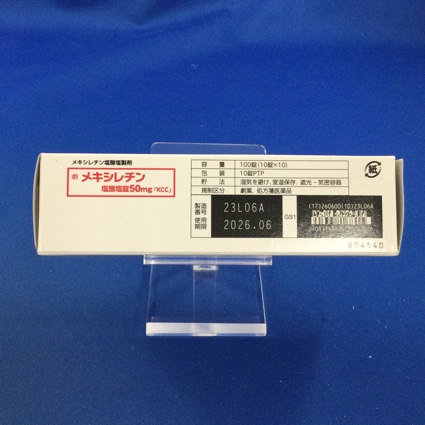 メキシレチン塩酸塩製剤
劇 メキシレチン
塩酸塩錠50mg「KCC」
容量 100錠(10錠×10)
包装 10錠PTP
貯法 湿気を避け、室温保存、遮光・気密容器
規制区分 劇薬、処方箋医薬品
製造番号 23L06A
使用期限 2026.06
GS1
(17)260600(10)23L06A
紙
604540